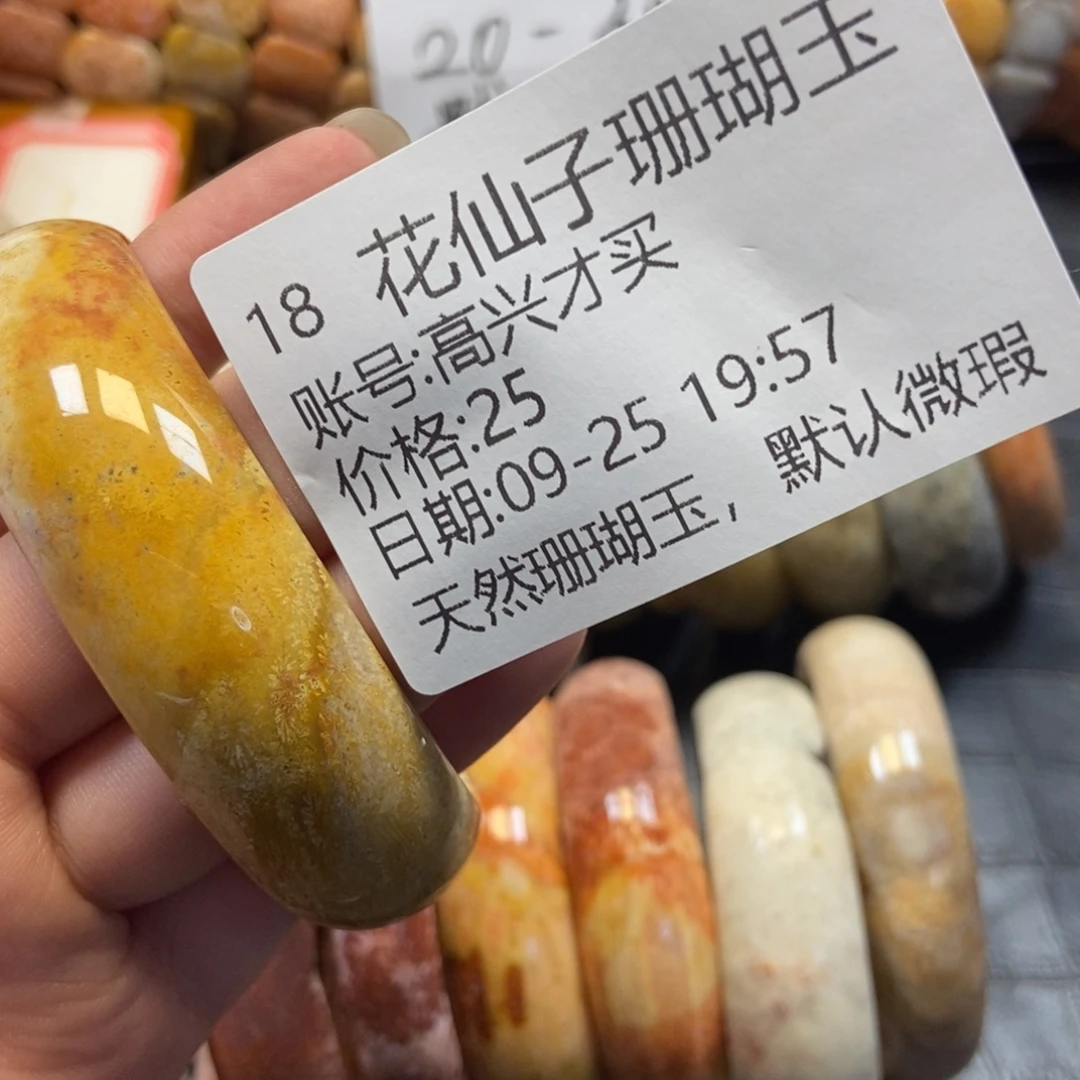 20 -
18 花仙子珊瑚玉
账号:高兴才买
价格:25
日期:09-25 19:57
天然珊瑚玉，默认微瑕